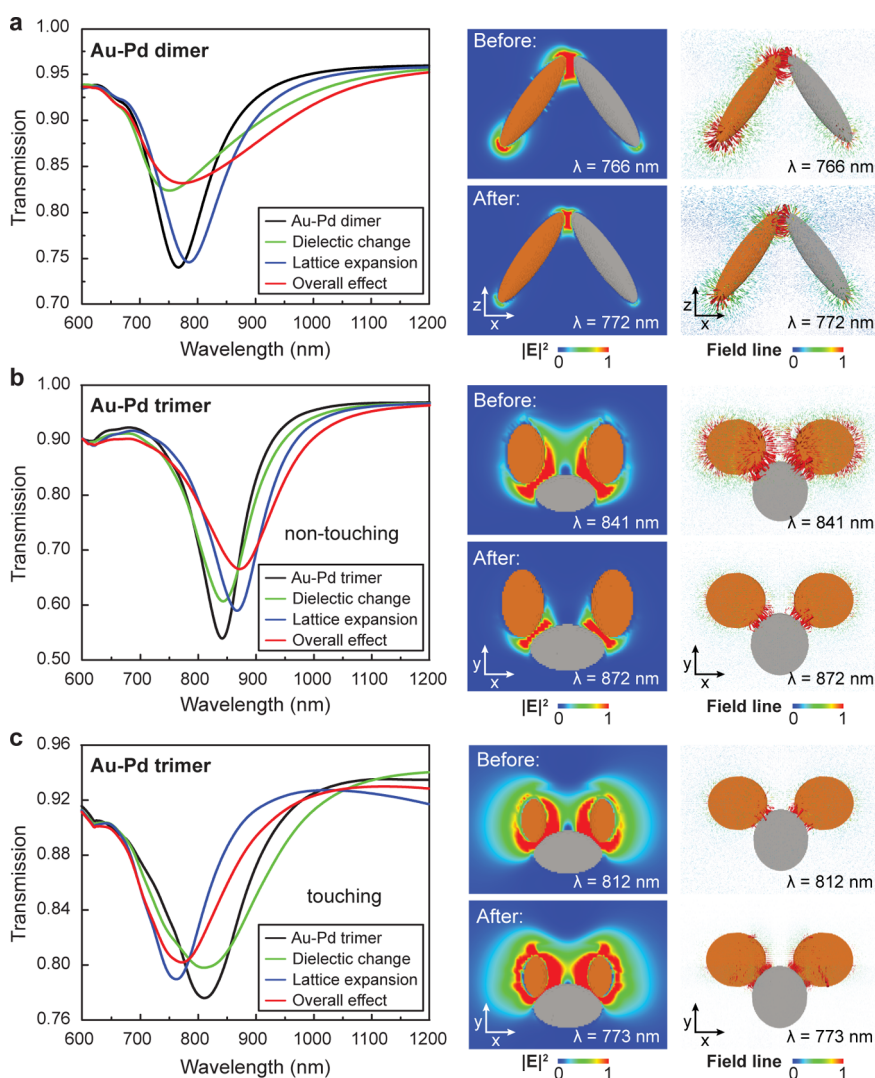 a
Au-Pd dimer
1.00
0.95
0.90
0.85
0.80
0.75
0.70
Transmission
Au-Pd dimer
Dielectic change
Lattice expansion
Overall effect
600 700 800 900 1000 1100 1200
Wavelength (nm)
Before:
λ = 766 nm
λ = 766 nm
After:
z
x
λ = 772 nm
z
x
λ = 772 nm
|E|² 0 1
Field line 0 1
b
Au-Pd trimer
1.00
0.90
0.80
0.70
0.60
0.50
Transmission
non-touching
Au-Pd trimer
Dielectic change
Lattice expansion
Overall effect
600 700 800 900 1000 1100 1200
Wavelength (nm)
Before:
λ = 841 nm
λ = 841 nm
After:
y
x
λ = 872 nm
y
x
λ = 872 nm
|E|² 0 1
Field line 0 1
c
Au-Pd trimer
0.96
0.92
0.88
0.84
0.80
0.76
Transmission
touching
Au-Pd trimer
Dielectic change
Lattice expansion
Overall effect
600 700 800 900 1000 1100 1200
Wavelength (nm)
Before:
λ = 812 nm
λ = 812 nm
After:
y
x
λ = 773 nm
y
x
λ = 773 nm
|E|² 0 1
Field line 0 1